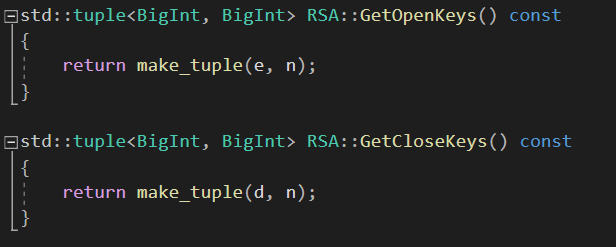 std::tuple<BigInt, BigInt> RSA::GetOpenKeys() const
{
    return make_tuple(e, n);
}
std::tuple<BigInt, BigInt> RSA::GetCloseKeys() const
{
    return make_tuple(d, n);
}